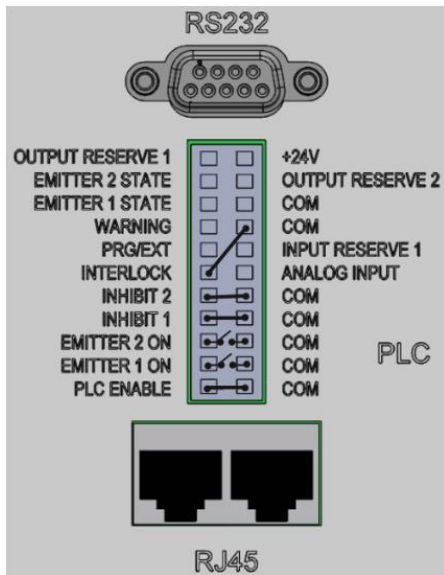 RS232
OUTPUT RESERVE 1 +24V
EMITTER 2 STATE OUTPUT RESERVE 2
EMITTER 1 STATE COM
WARNING COM
PRG/EXT INPUT RESERVE 1
INTERLOCK ANALOG INPUT
INHIBIT 2 COM
INHIBIT 1 COM
EMITTER 2 ON COM
EMITTER 1 ON COM
PLC ENABLE COM
PLC
RJ45